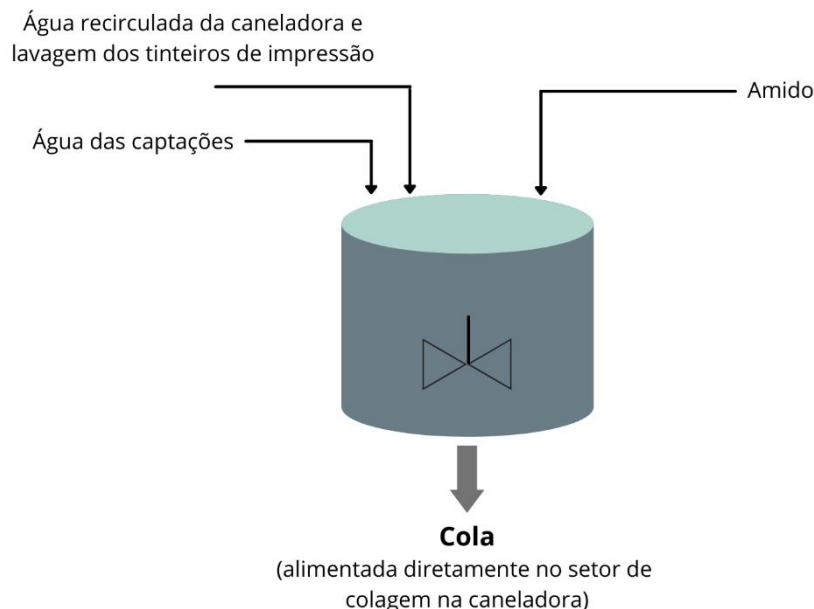 Água recirculada da caneladora e
lavagem dos tinteiros de impressão
Amido
Água das captações
Cola
(alimentada diretamente no setor de
colagem na caneladora)